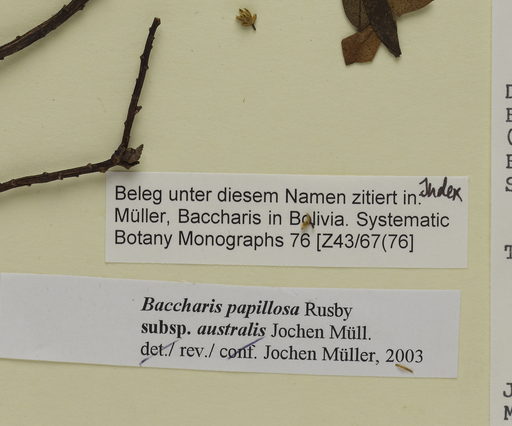 Beleg unter diesem Namen zitiert in: Index
Müller, Baccharis in Bolivia. Systematic
Botany Monographs 76 [Z43/67(76]
Baccharis papillosa Rusby
subsp. australis Jochen Müll.
det./ rev./ conf. Jochen Müller, 2003